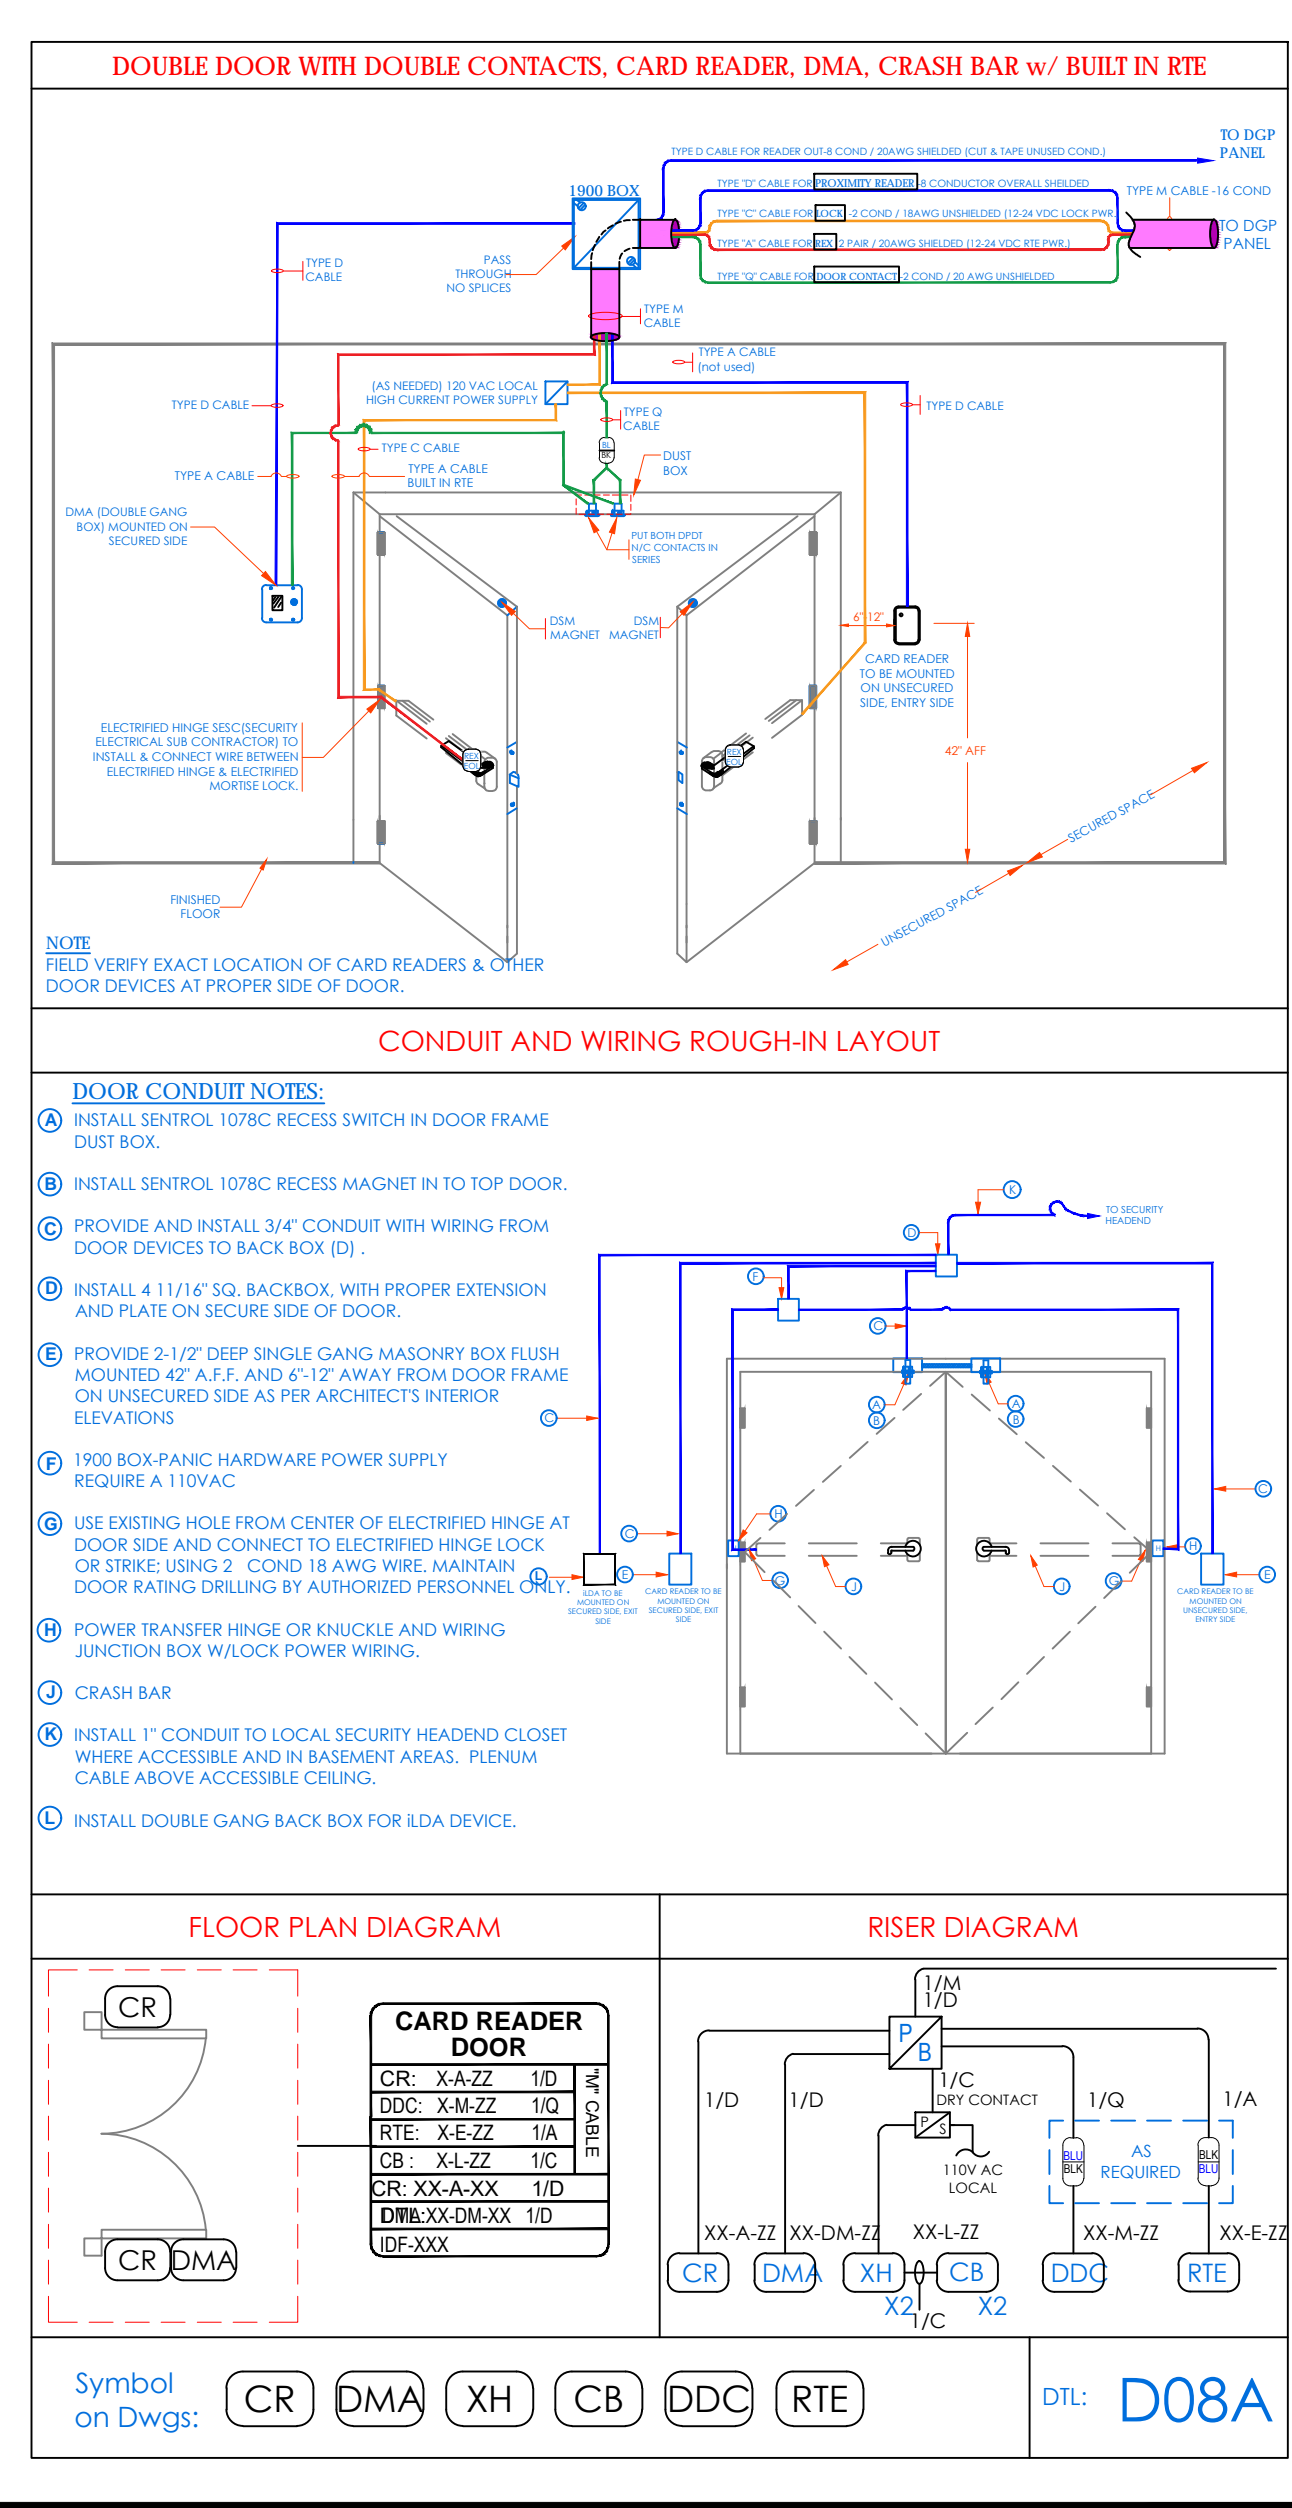 DOUBLE DOOR WITH DOUBLE CONTACTS, CARD READER, DMA, CRASH BAR w/ BUILT IN RTE
TO DGP
PANEL
TYPE D CABLE FOR READER OUT-8 COND / 20AWG SHIELDED (CUT & TAPE UNUSED COND.)
TYPE "D" CABLE FOR PROXIMITY READER -8 CONDUCTOR OVERALL SHEILDED
TYPE M CABLE -16 COND
1900 BOX
TYPE "C" CABLE FOR LOCK -2 COND / 18AWG UNSHIELDED (12-24 VDC LOCK PWR.
TO DGP
PANEL
TYPE "A" CABLE FOR REX 2 PAIR / 20AWG SHIELDED (12-24 VDC RTE PWR.)
TYPE "Q" CABLE FOR DOOR CONTACT -2 COND / 20 AWG UNSHIELDED
TYPE D
CABLE
PASS
THROUGH
NO SPLICES
TYPE M
CABLE
TYPE A CABLE
(not used)
(AS NEEDED) 120 VAC LOCAL
HIGH CURRENT POWER SUPPLY
TYPE D CABLE
TYPE Q
CABLE
TYPE D CABLE
TYPE C CABLE
BL
BK
DUST
BOX
TYPE A CABLE
TYPE A CABLE
BUILT IN RTE
DMA (DOUBLE GANG
BOX) MOUNTED ON
SECURED SIDE
PUT BOTH DPDT
N/C CONTACTS IN
SERIES
DSM
MAGNET
DSM
MAGNET
6"-12"
CARD READER
TO BE MOUNTED
ON UNSECURED
SIDE, ENTRY SIDE
ELECTRIFIED HINGE SESC(SECURITY
ELECTRICAL SUB CONTRACTOR) TO
INSTALL & CONNECT WIRE BETWEEN
ELECTRIFIED HINGE & ELECTRIFIED
MORTISE LOCK.
REX
EOL
REX
EOL
42" AFF
SECURED SPACE
UNSECURED SPACE
FINISHED
FLOOR
NOTE
FIELD VERIFY EXACT LOCATION OF CARD READERS & OTHER
DOOR DEVICES AT PROPER SIDE OF DOOR.
CONDUIT AND WIRING ROUGH-IN LAYOUT
DOOR CONDUIT NOTES:
A INSTALL SENTROL 1078C RECESS SWITCH IN DOOR FRAME
DUST BOX.
B INSTALL SENTROL 1078C RECESS MAGNET IN TO TOP DOOR.
C PROVIDE AND INSTALL 3/4" CONDUIT WITH WIRING FROM
DOOR DEVICES TO BACK BOX (D) .
D INSTALL 4 11/16" SQ. BACKBOX, WITH PROPER EXTENSION
AND PLATE ON SECURE SIDE OF DOOR.
E PROVIDE 2-1/2" DEEP SINGLE GANG MASONRY BOX FLUSH
MOUNTED 42" A.F.F. AND 6"-12" AWAY FROM DOOR FRAME
ON UNSECURED SIDE AS PER ARCHITECT'S INTERIOR
ELEVATIONS
F 1900 BOX-PANIC HARDWARE POWER SUPPLY
REQUIRE A 110VAC
G USE EXISTING HOLE FROM CENTER OF ELECTRIFIED HINGE AT
DOOR SIDE AND CONNECT TO ELECTRIFIED HINGE LOCK
OR STRIKE; USING 2 COND 18 AWG WIRE. MAINTAIN
DOOR RATING DRILLING BY AUTHORIZED PERSONNEL ONLY.
H POWER TRANSFER HINGE OR KNUCKLE AND WIRING
JUNCTION BOX W/LOCK POWER WIRING.
J CRASH BAR
K INSTALL 1" CONDUIT TO LOCAL SECURITY HEADEND CLOSET
WHERE ACCESSIBLE AND IN BASEMENT AREAS. PLENUM
CABLE ABOVE ACCESSIBLE CEILING.
L INSTALL DOUBLE GANG BACK BOX FOR iLDA DEVICE.
K
TO SECURITY
HEADEND
D
F
C
A
B
A
B
C
C
H
C
H
H
L
E
G
J
J
G
E
iLDA TO BE
MOUNTED ON
SECURED SIDE, EXIT
SIDE
CARD READER TO BE
MOUNTED ON
SECURED SIDE, EXIT
SIDE
CARD READER TO BE
MOUNTED ON
UNSECURED SIDE,
ENTRY SIDE
FLOOR PLAN DIAGRAM
CR
CR
DMA
CARD READER
DOOR
CR: X-A-ZZ 1/D
DDC: X-M-ZZ 1/Q
RTE: X-E-ZZ 1/A
CB : X-L-ZZ 1/C
"M" CABLE
CR: XX-A-XX 1/D
XX-DM-XX 1/D
IDF-XXX
RISER DIAGRAM
1/M
1/D
P
B
1/C
DRY CONTACT
1/D
1/D
1/Q
1/A
P
S
110V AC
LOCAL
BLU
BLK
AS
REQUIRED
BLK
BLU
XX-A-ZZ
XX-DM-ZZ
XX-L-ZZ
XX-M-ZZ
XX-E-ZZ
CR
DMA
XH
CB
DDC
RTE
X2
1/C
X2
Symbol
on Dwgs:
CR
DMA
XH
CB
DDC
RTE
DTL:
D08A